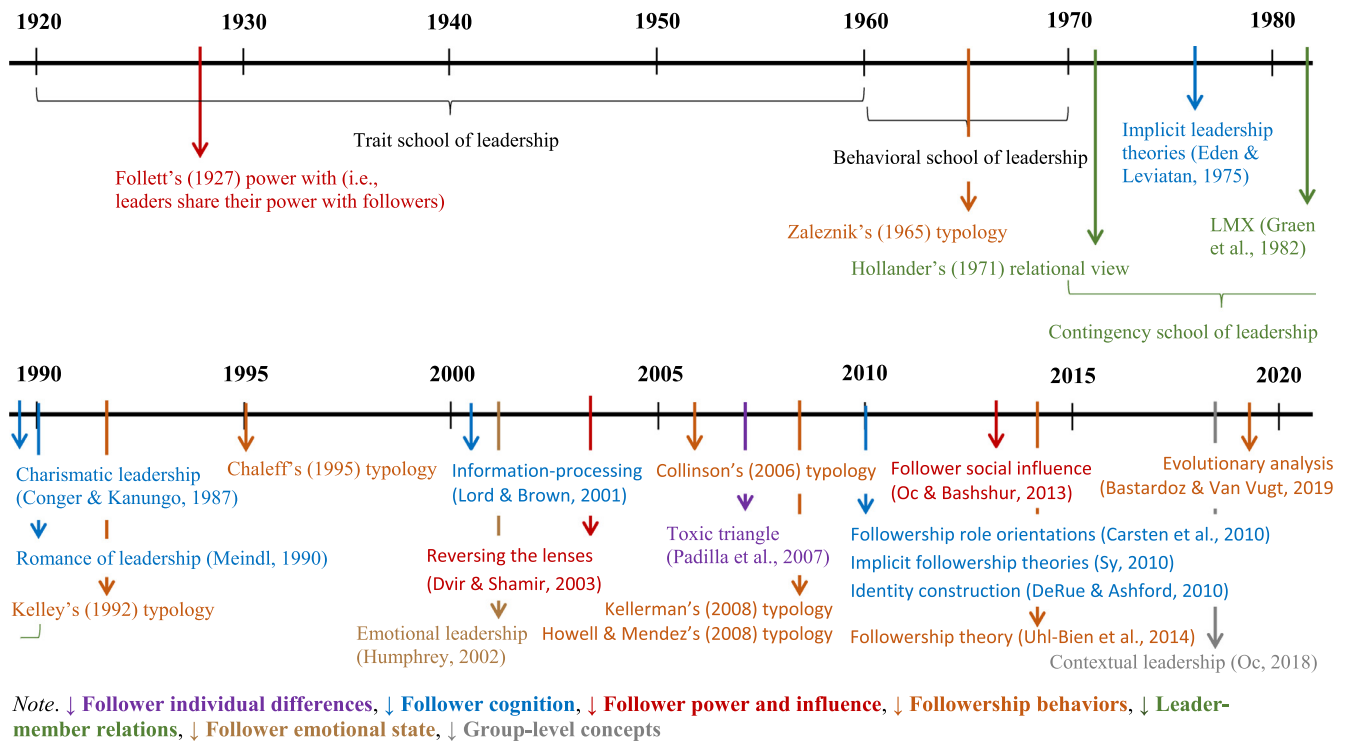 1920 1930 1940 1950 1960 1970 1980
Trait school of leadership
Behavioral school of leadership
Follett's (1927) power with (i.e.,
leaders share their power with followers)
Zaleznik's (1965) typology
Hollander's (1971) relational view
Implicit leadership
theories (Eden &
Leviatan, 1975)
LMX (Graen
et al., 1982)
Contingency school of leadership
1990 1995 2000 2005 2010 2015 2020
Charismatic leadership
(Conger & Kanungo, 1987)
Romance of leadership (Meindl, 1990)
Kelley's (1992) typology
Chaleff's (1995) typology
Information-processing
(Lord & Brown, 2001)
Reversing the lenses
(Dvir & Shamir, 2003)
Emotional leadership
(Humphrey, 2002)
Collinson's (2006) typology
Toxic triangle
(Padilla et al., 2007)
Kellerman's (2008) typology
Howell & Mendez's (2008) typology
Follower social influence
(Oc & Bashshur, 2013)
Followership role orientations (Carsten et al., 2010)
Implicit followership theories (Sy, 2010)
Identity construction (DeRue & Ashford, 2010)
Followership theory (Uhl-Bien et al., 2014)
Contextual leadership (Oc, 2018)
Evolutionary analysis
(Bastardoz & Van Vugt, 2019
Note. ↓ Follower individual differences, ↓ Follower cognition, ↓ Follower power and influence, ↓ Followership behaviors, ↓ Leader-
member relations, ↓ Follower emotional state, ↓ Group-level concepts